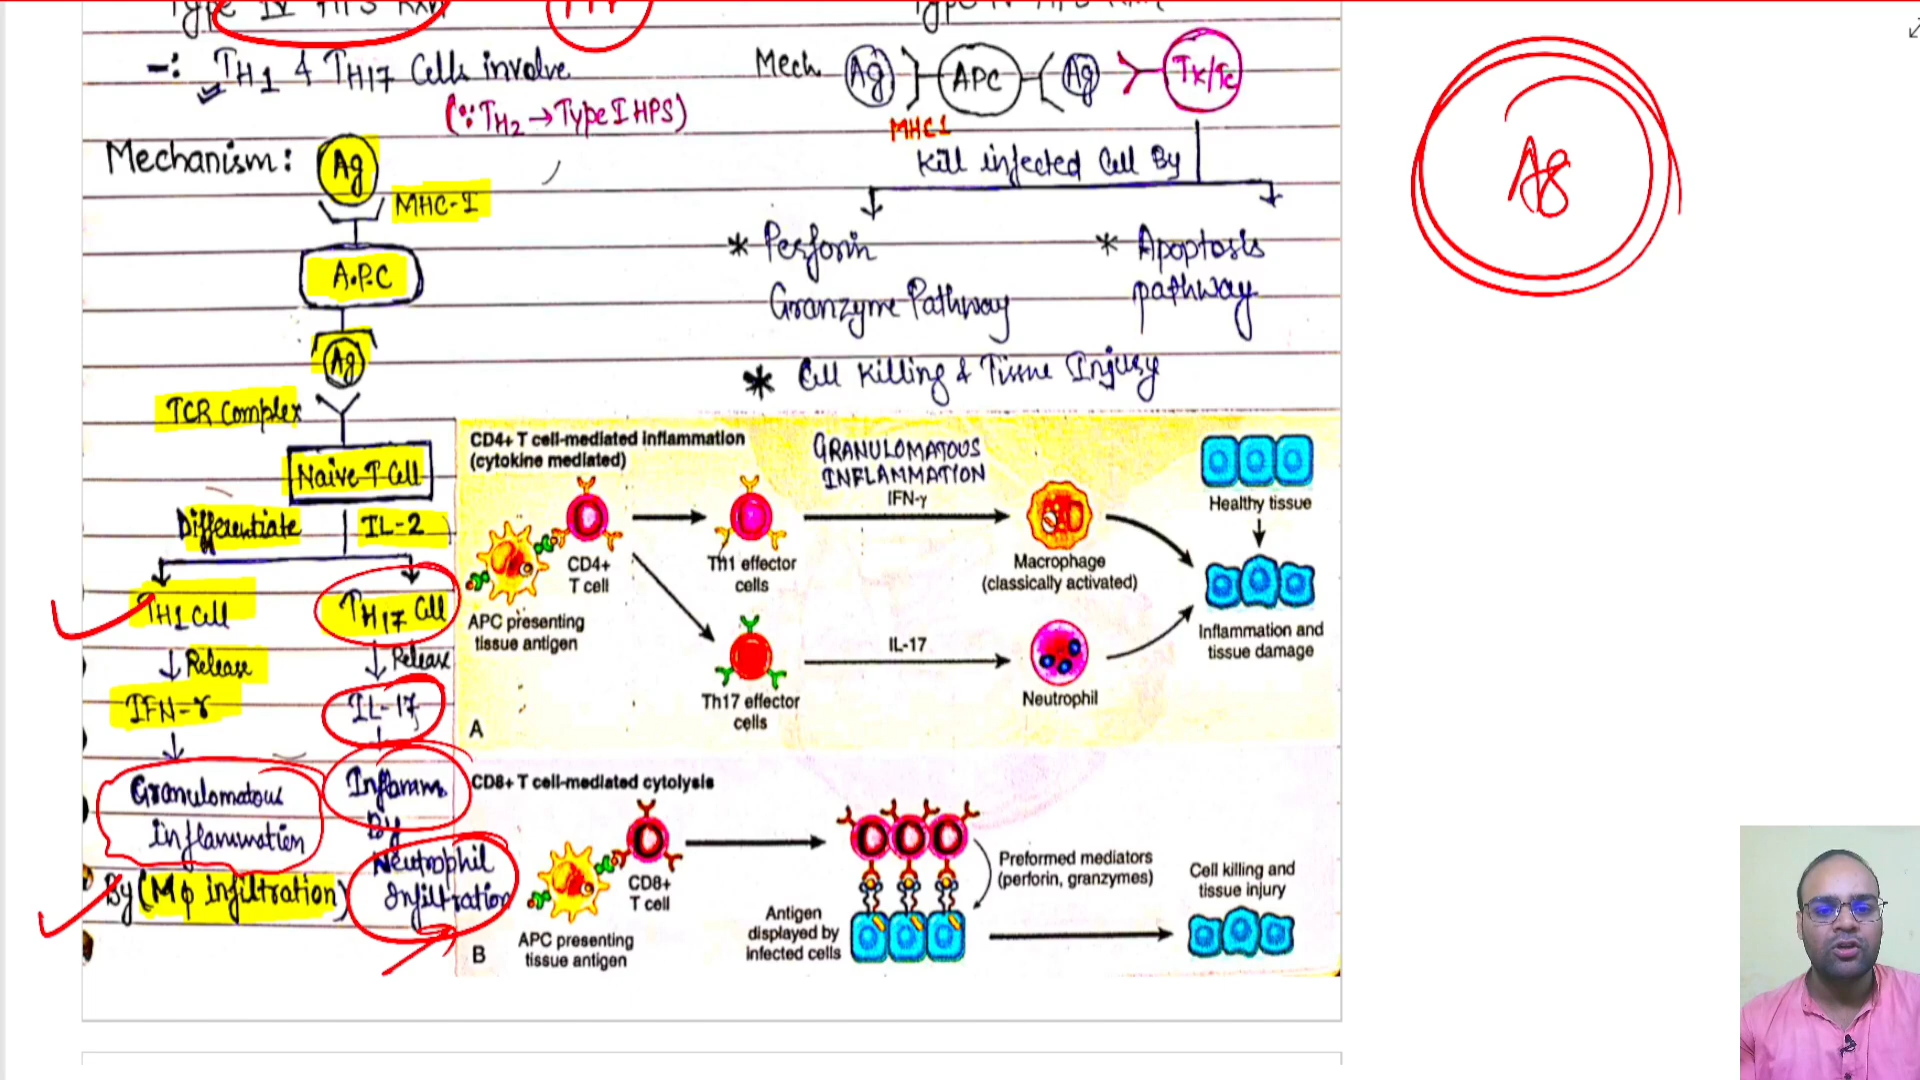 Type IV HPS Rxn
-: TH1 & TH17 Cells involve
(∵ TH2 → Type I HPS)
Mechanism:
Ag
MHC-I
A.P.C
Ag
TCR Complex
Naive T Cell
Differentiate
IL-2
TH1 Cell
TH17 Cell
↓ Release
↓ Release
IFN-γ
IL-17
Granulomatous
inflammation
By (Mφ infiltration)
Inflamm.
By
Neutrophil
Infiltration
Mech
Ag
APC
Ag
MHC1
Kill infected Cell By
* Perforin
Granzyme Pathway
* Apoptosis
pathway
* Cell Killing & Tissue Injury
Ag
CD4+ T cell-mediated inflammation
(cytokine mediated)
GRANULOMATOUS
INFLAMMATION
IFN-γ
CD4+
T cell
APC presenting
tissue antigen
Th1 effector
cells
Macrophage
(classically activated)
Healthy tissue
Inflammation and
tissue damage
IL-17
Th17 effector
cells
Neutrophil
A
CD8+ T cell-mediated cytolysis
CD8+
T cell
APC presenting
tissue antigen
Antigen
displayed by
infected cells
Preformed mediators
(perforin, granzymes)
Cell killing and
tissue injury
B